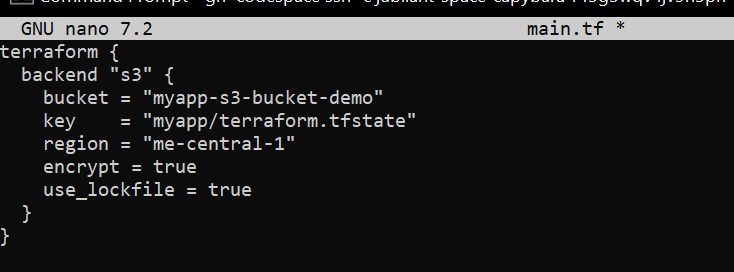 GNU nano 7.2 main.tf *
terraform {
  backend "s3" {
    bucket = "myapp-s3-bucket-demo"
    key    = "myapp/terraform.tfstate"
    region = "me-central-1"
    encrypt = true
    use_lockfile = true
  }
}